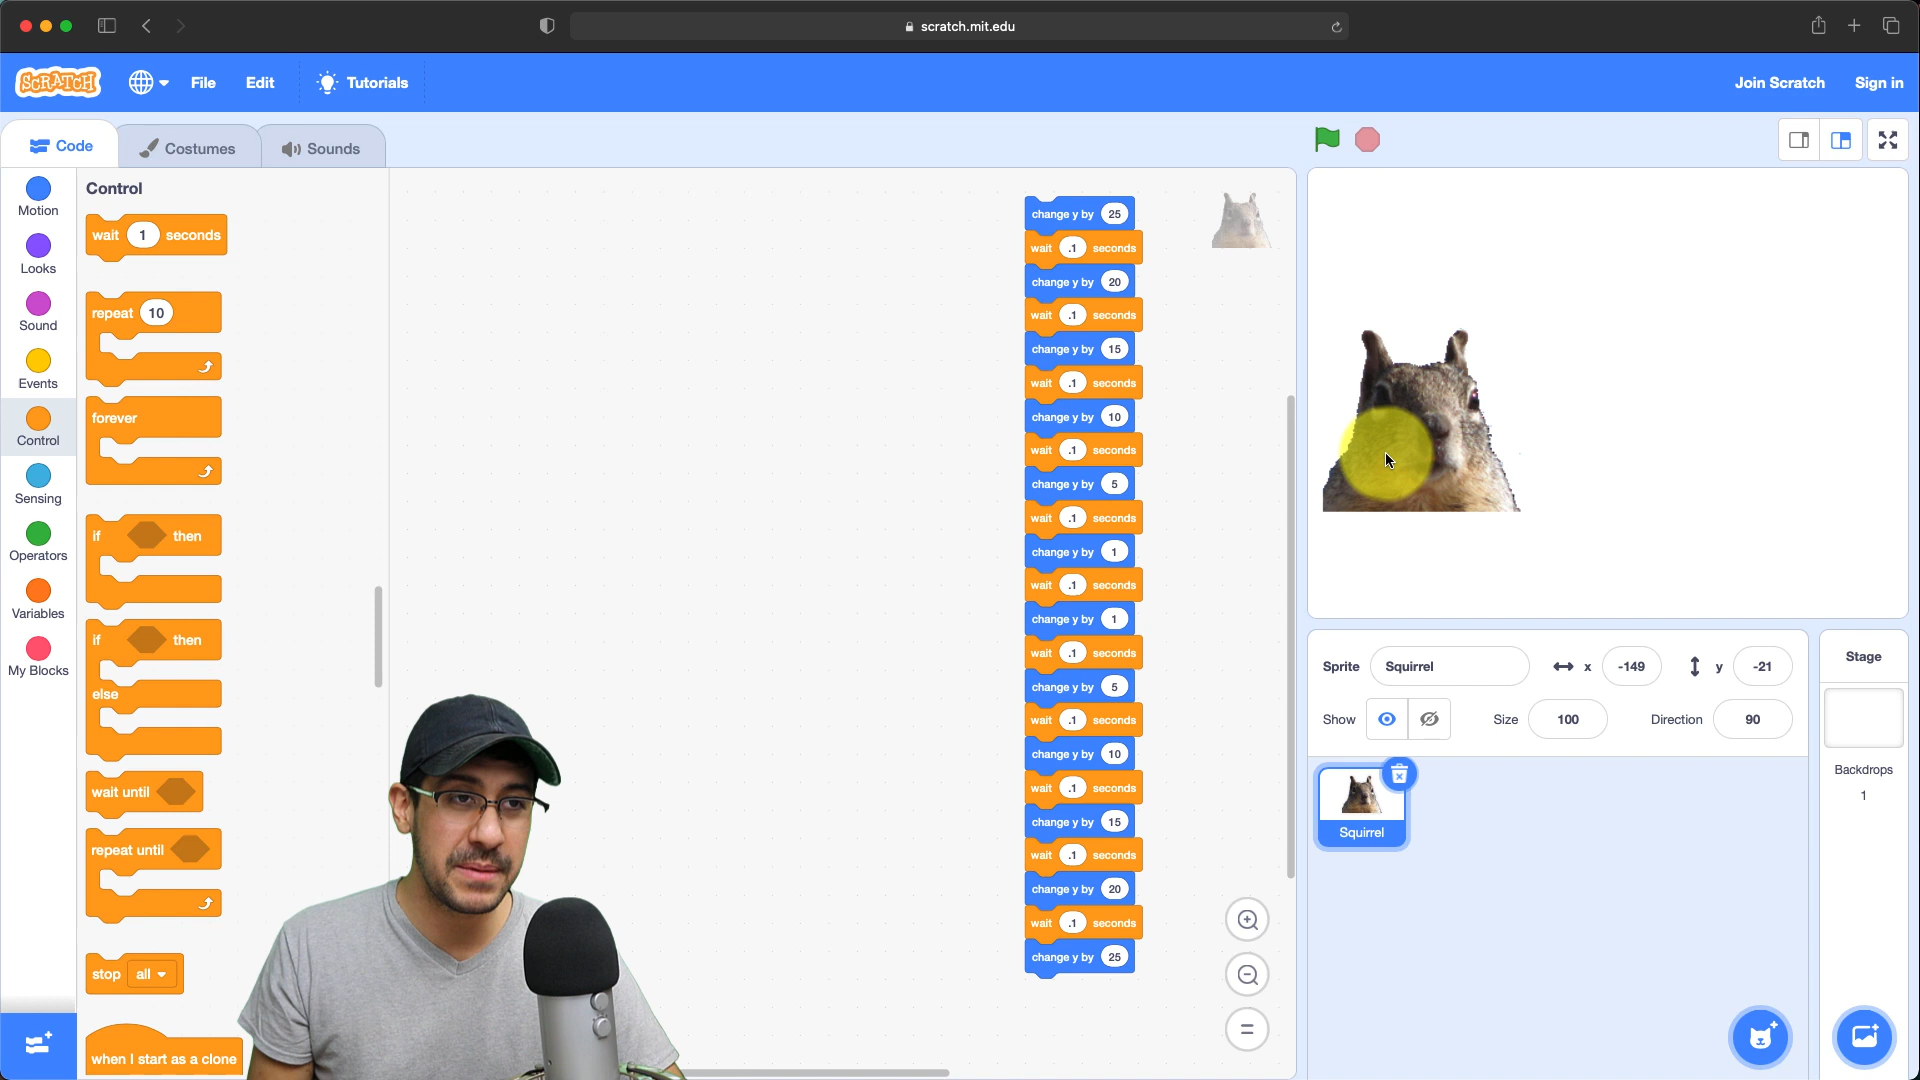 scratch.mit.edu
SCRATCH
File
Edit
Tutorials
Join Scratch
Sign in
Code
Costumes
Sounds
Motion
Looks
Sound
Events
Control
Sensing
Operators
Variables
My Blocks
Control
wait 1 seconds
repeat 10
forever
if then
if then
else
wait until
repeat until
stop all
when I start as a clone
change y by 25
wait .1 seconds
change y by 20
wait .1 seconds
change y by 15
wait .1 seconds
change y by 10
wait .1 seconds
change y by 5
wait .1 seconds
change y by 1
wait .1 seconds
change y by 1
wait .1 seconds
change y by 5
wait .1 seconds
change y by 10
wait .1 seconds
change y by 15
wait .1 seconds
change y by 20
wait .1 seconds
change y by 25
Sprite Squirrel x -149 y -21
Show Size 100 Direction 90
Squirrel
Stage
Backdrops
1